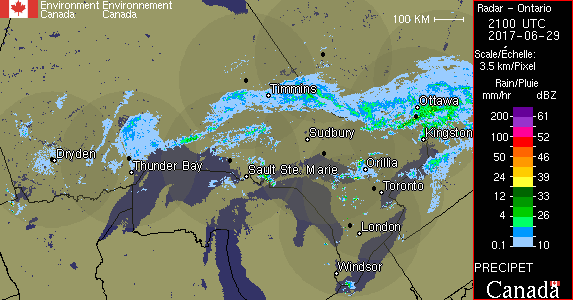 Environment Environnement
Canada Canada
100 KM
Timmins
Ottawa
Sudbury
Kingston
Dryden
Thunder Bay
Sault Ste. Marie
Orillia
Toronto
London
Windsor
Radar - Ontario
2100 UTC
2017-06-29
Scale/Échelle:
3.5 km/Pixel
Rain/Pluie
mm/hr dBZ
200 61
100 52
50 46
24 39
12 33
4 26
1 20
0.1 10
PRECIPET
Canada